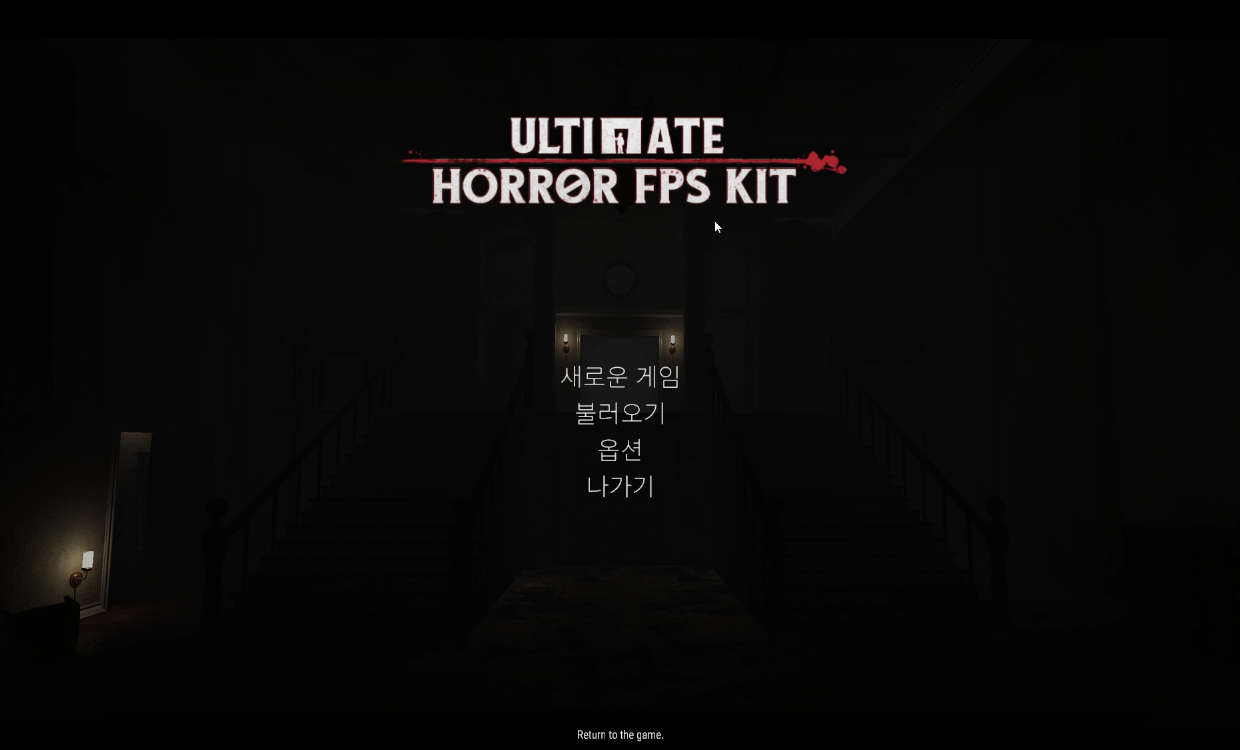 ULTIMATE
HORRØR FPS KIT
새로운 게임
불러오기
옵션
나가기
Return to the game.